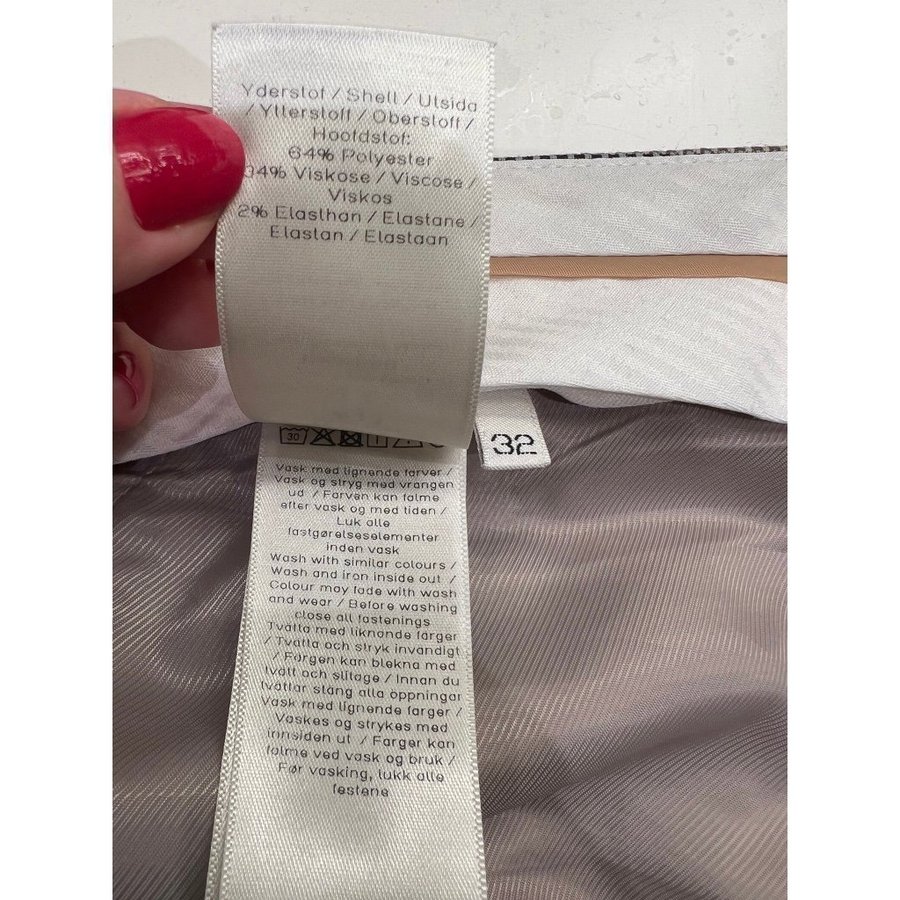 Yderstof / Shell / Utsida
/ Ytterstoff / Oberstoff /
Hoofdstof:
64% Polyester
34% Viskose / Viscose /
Viskos
2% Elasthan / Elastane /
Elastan / Elastaan
30
32
Vask med lignende farver /
Vask og stryg med vrangen
ud / Farven kan falme
efter vask og med tiden /
Luk alle
fastgørelseselementer
inden vask
Wash with similar colours /
Wash and iron inside out /
Colour may fade with wash
and wear / Before washing
close all fastenings
Tvätta med liknande färger
/ Tvätta och stryk invändigt
/ Färgen kan blekna med
tvätt och slitage / Innan du
tvättar stäng alla öppningar
Vask med lignende farger /
Vaskes og strykes med
innsiden ut / Farger kan
falme ved vask og bruk /
Før vasking, lukk alle
festene